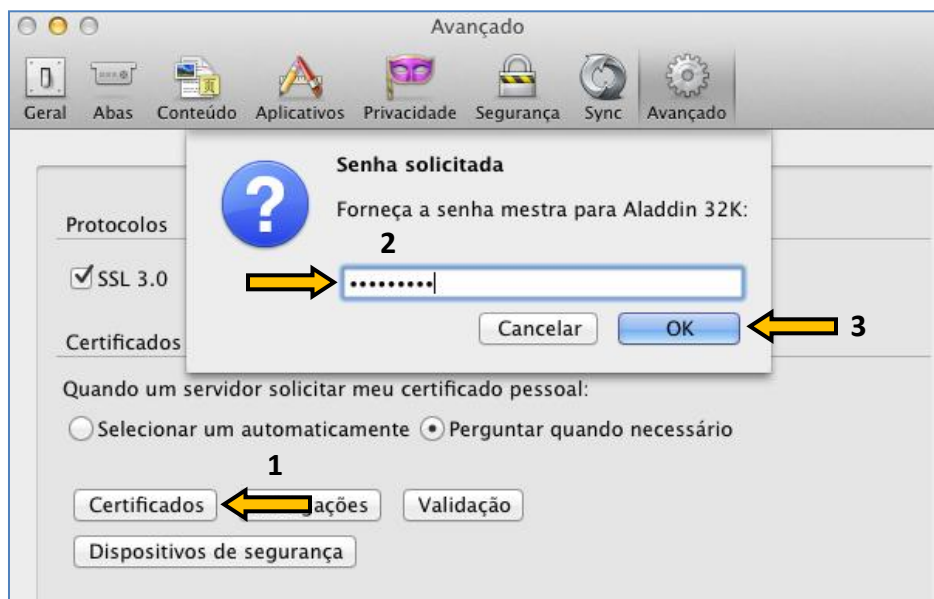 Avançado
Geral Abas Conteúdo Aplicativos Privacidade Segurança Sync Avançado
Senha solicitada
Forneça a senha mestra para Aladdin 32K:
Protocolos
2
SSL 3.0
Cancelar OK 3
Certificados
Quando um servidor solicitar meu certificado pessoal:
Selecionar um automaticamente Perguntar quando necessário
1
Certificados ações Validação
Dispositivos de segurança